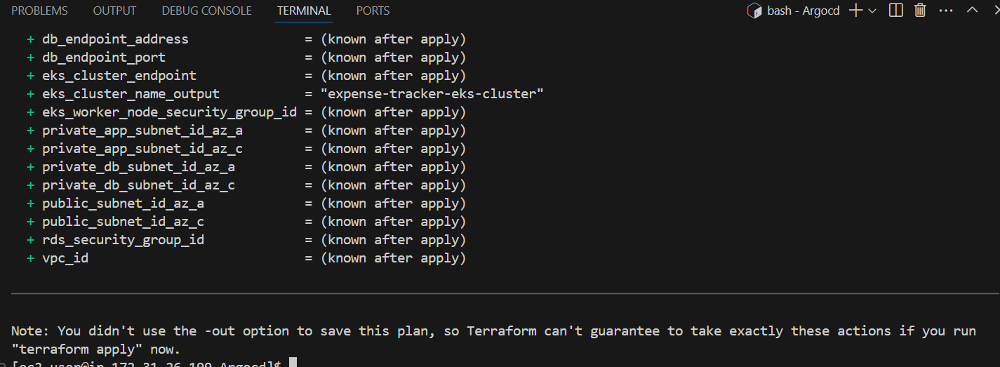 PROBLEMS OUTPUT DEBUG CONSOLE TERMINAL PORTS bash - Argocd
+ db_endpoint_address = (known after apply)
+ db_endpoint_port = (known after apply)
+ eks_cluster_endpoint = (known after apply)
+ eks_cluster_name_output = "expense-tracker-eks-cluster"
+ eks_worker_node_security_group_id = (known after apply)
+ private_app_subnet_id_az_a = (known after apply)
+ private_app_subnet_id_az_c = (known after apply)
+ private_db_subnet_id_az_a = (known after apply)
+ private_db_subnet_id_az_c = (known after apply)
+ public_subnet_id_az_a = (known after apply)
+ public_subnet_id_az_c = (known after apply)
+ rds_security_group_id = (known after apply)
+ vpc_id = (known after apply)
Note: You didn't use the -out option to save this plan, so Terraform can't guarantee to take exactly these actions if you run
"terraform apply" now.
[ec2-user@ip-172-31-26-199 Argocd]$